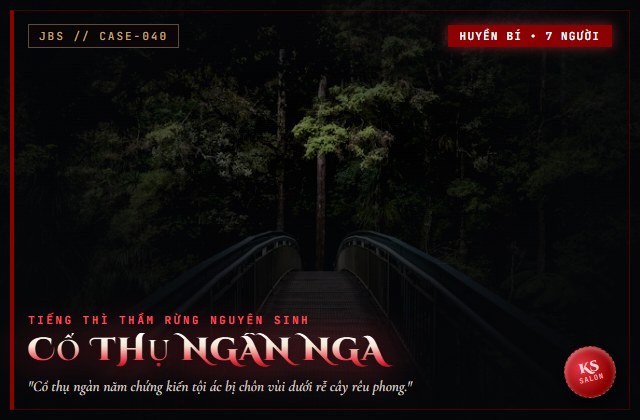 JBS // CASE-040
HUYỀN BÍ • 7 NGƯỜI
TIẾNG THÌ THẦM RỪNG NGUYÊN SINH
CỔ THỤ NGÂN NGA
"Cổ thụ ngàn năm chứng kiến tội ác bị chôn vùi dưới rễ cây rêu phong."
KS
SALON